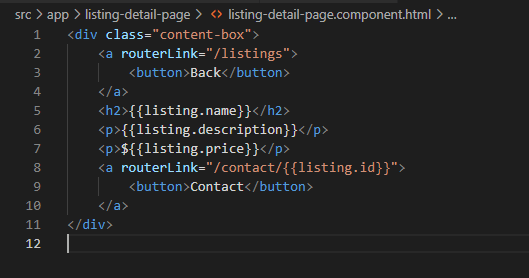 src > app > listing-detail-page > <> listing-detail-page.component.html > ...
1 <div class="content-box">
2     <a routerLink="/listings">
3         <button>Back</button>
4     </a>
5     <h2>{{listing.name}}</h2>
6     <p>{{listing.description}}</p>
7     <p>${{listing.price}}</p>
8     <a routerLink="/contact/{{listing.id}}">
9         <button>Contact</button>
10     </a>
11 </div>
12